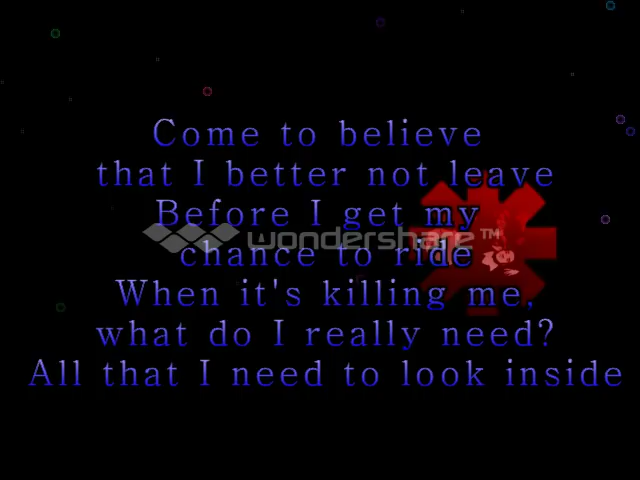 Come to believe
that I better not leave
Before I get my
wondershare™
chance to ride
When it's killing me,
what do I really need?
All that I need to look inside